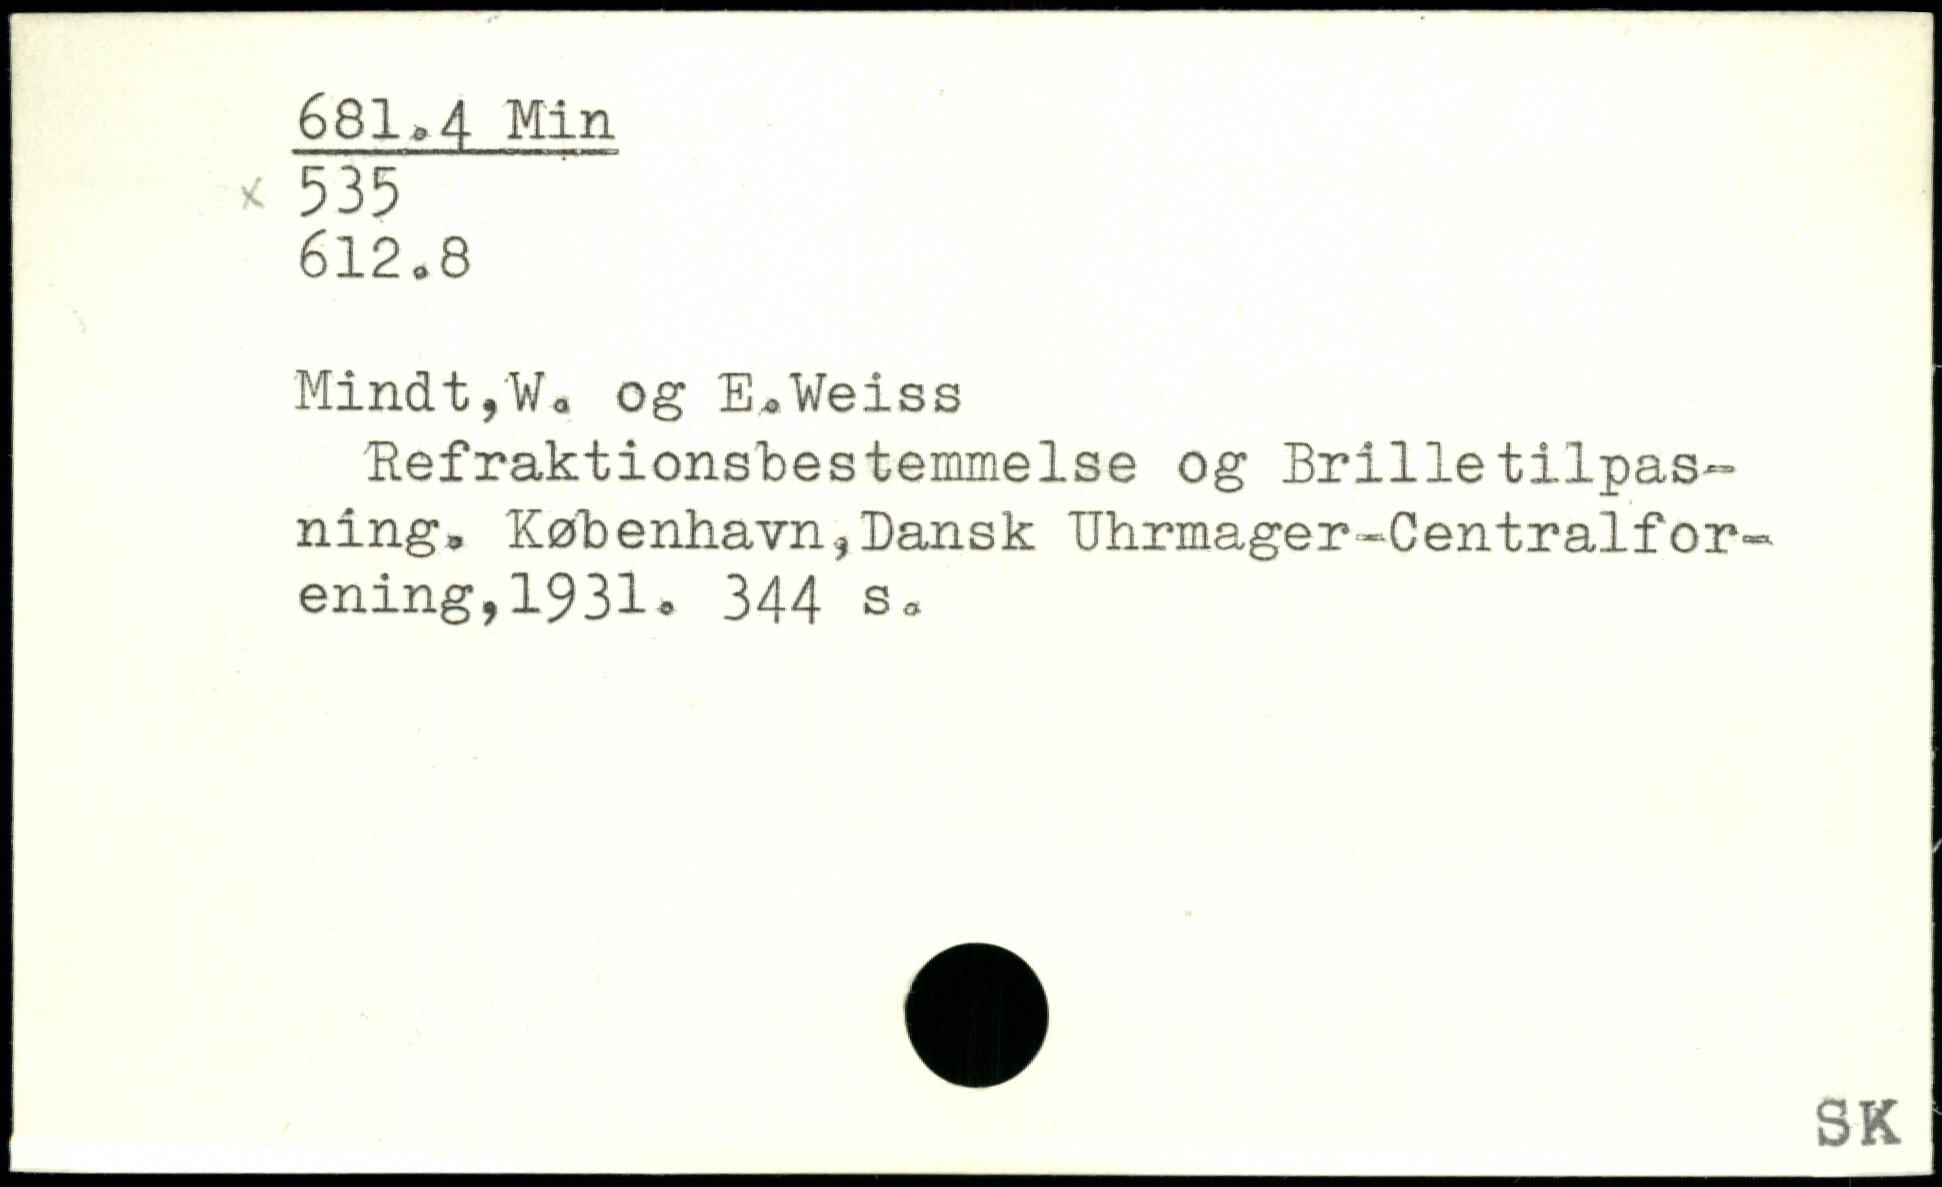 681.4 Min
x 535
612.8
Mindt,W. og E.Weiss
Refraktionsbestemmelse og Brilletilpas-
ning. København,Dansk Uhrmager-Centralfor-
ening,1931. 344 s.
SK